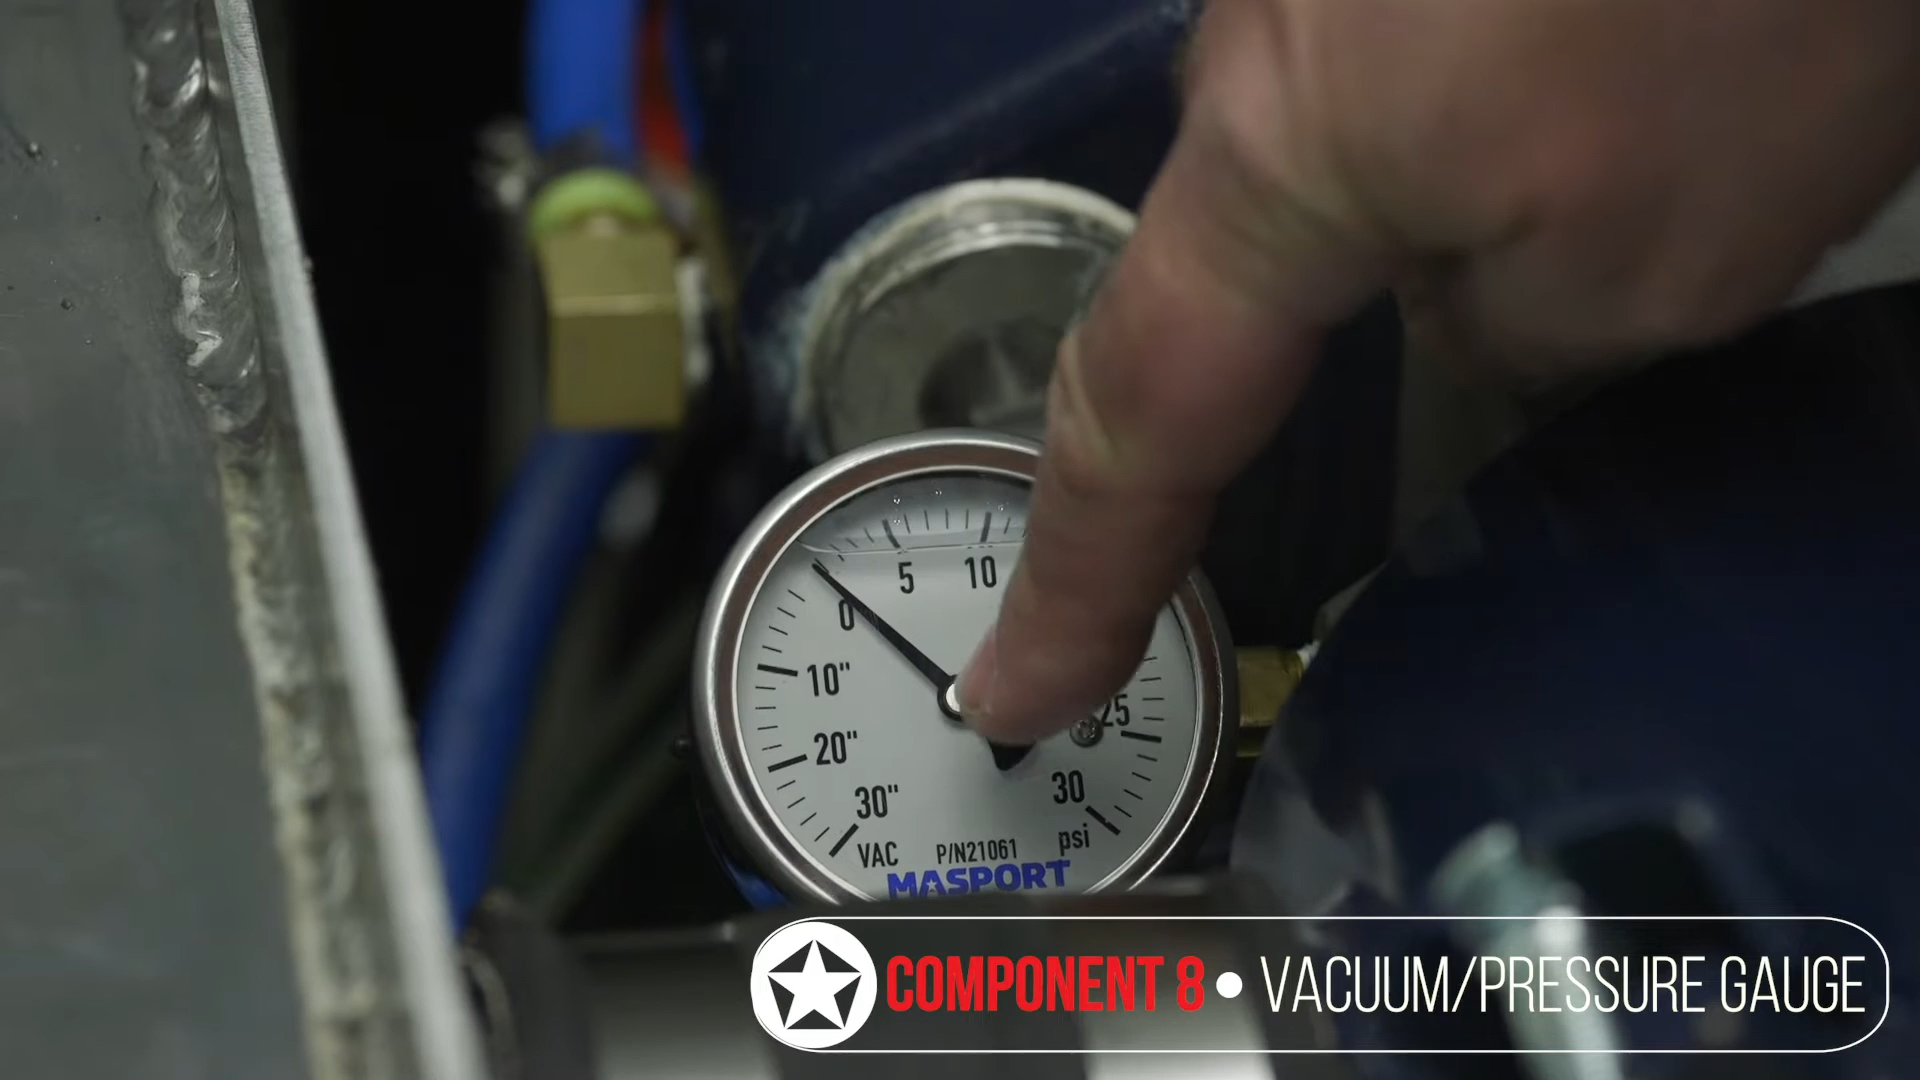 5 10
0
10"
25
20"
30
30"
VAC P/N21061 psi
MASPORT
COMPONENT 8 • VACUUM/PRESSURE GAUGE